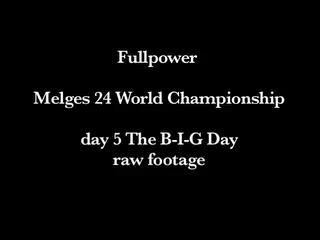 Fullpower
Melges 24 World Championship
day 5 The B-I-G Day
raw footage